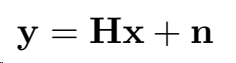 y = Hx + n